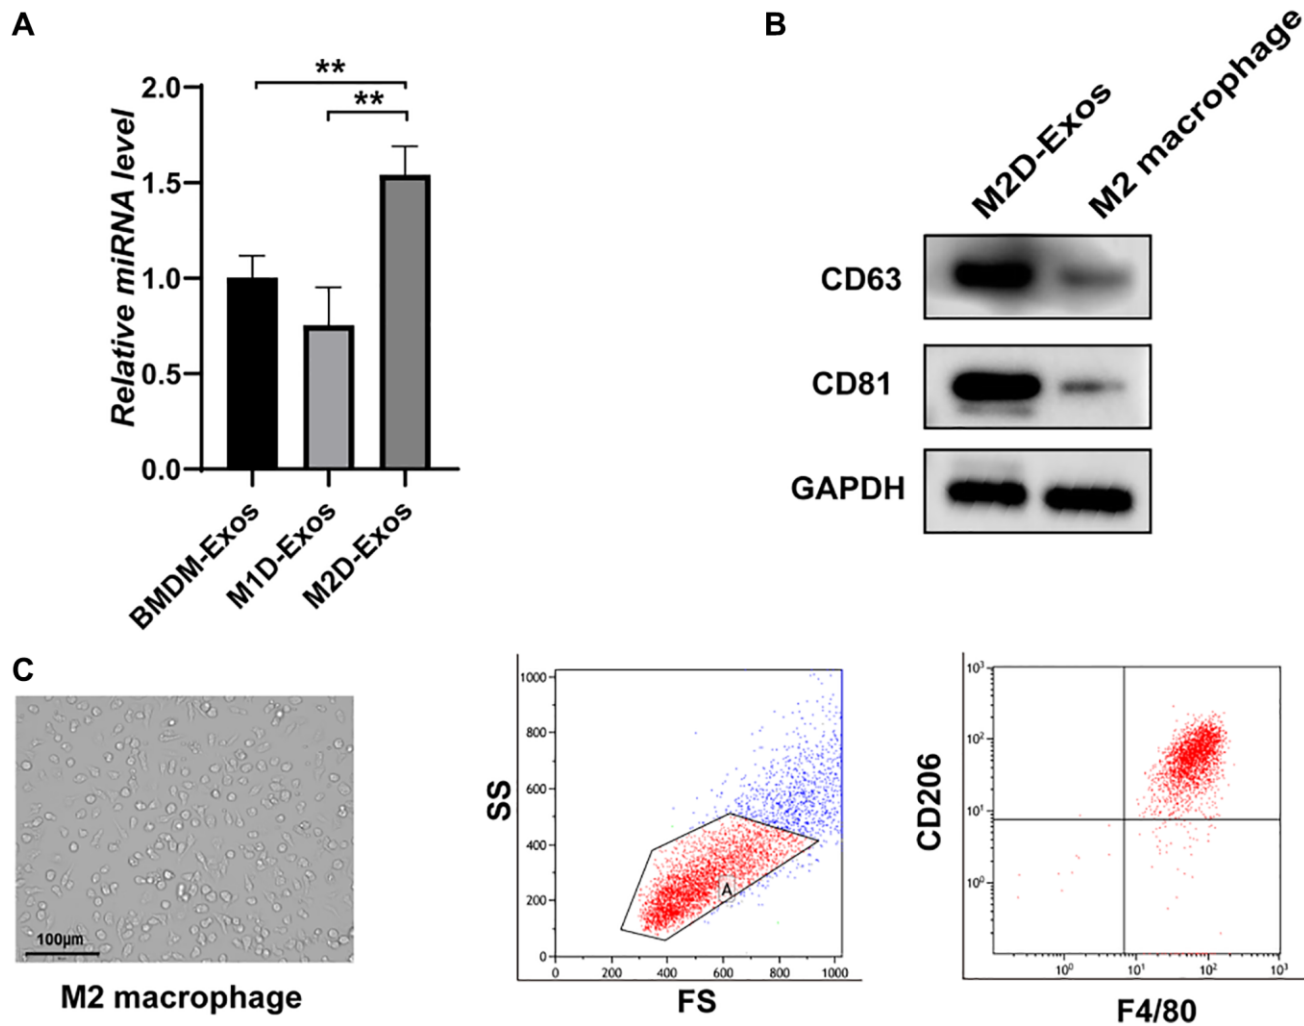 A
**
**
Relative miRNA level
2.0
1.5
1.0
0.5
0.0
BMDM-Exos
M1D-Exos
M2D-Exos
B
M2D-Exos
M2 macrophage
CD63
CD81
GAPDH
C
100μm
M2 macrophage
SS
1000
800
600
400
200
0
A
0 200 400 600 800 1000
FS
CD206
10³
10²
10¹
10⁰
10⁰ 10¹ 10² 10³
F4/80